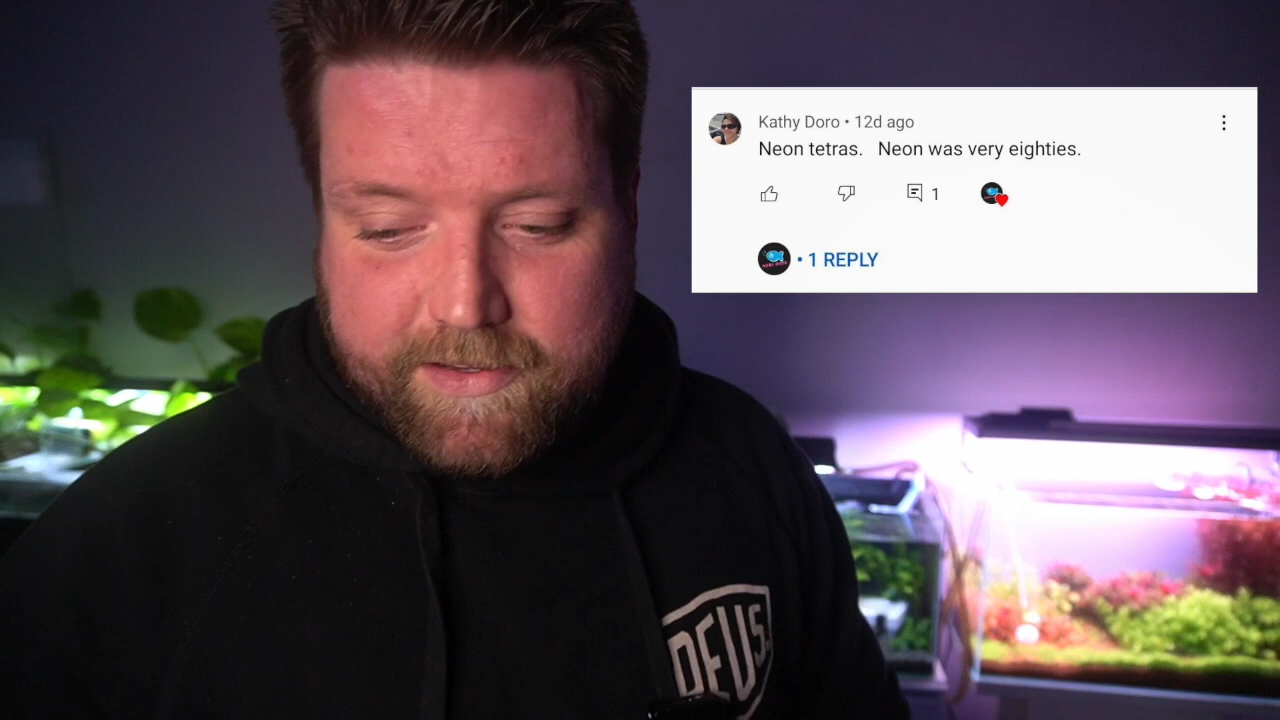 Kathy Doro • 12d ago
Neon tetras. Neon was very eighties.
1
• 1 REPLY
DEUS